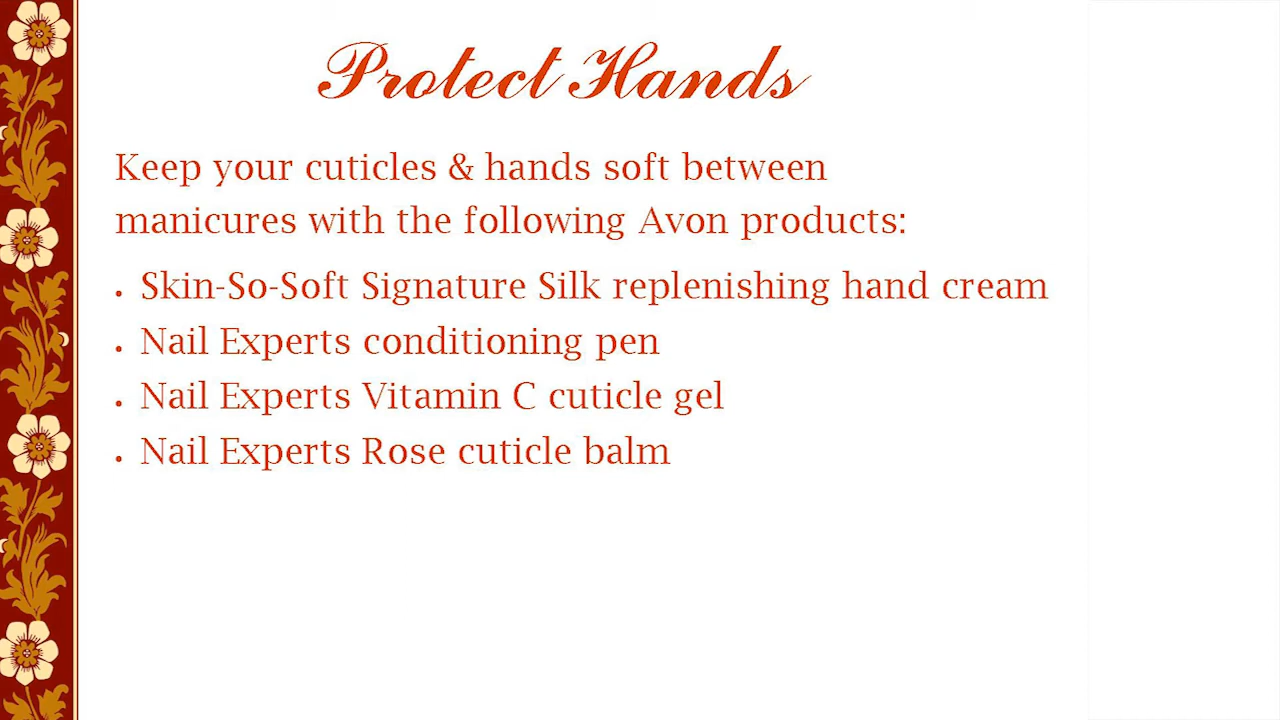 Protect Hands
Keep your cuticles & hands soft between
manicures with the following Avon products:
• Skin-So-Soft Signature Silk replenishing hand cream
• Nail Experts conditioning pen
• Nail Experts Vitamin C cuticle gel
• Nail Experts Rose cuticle balm